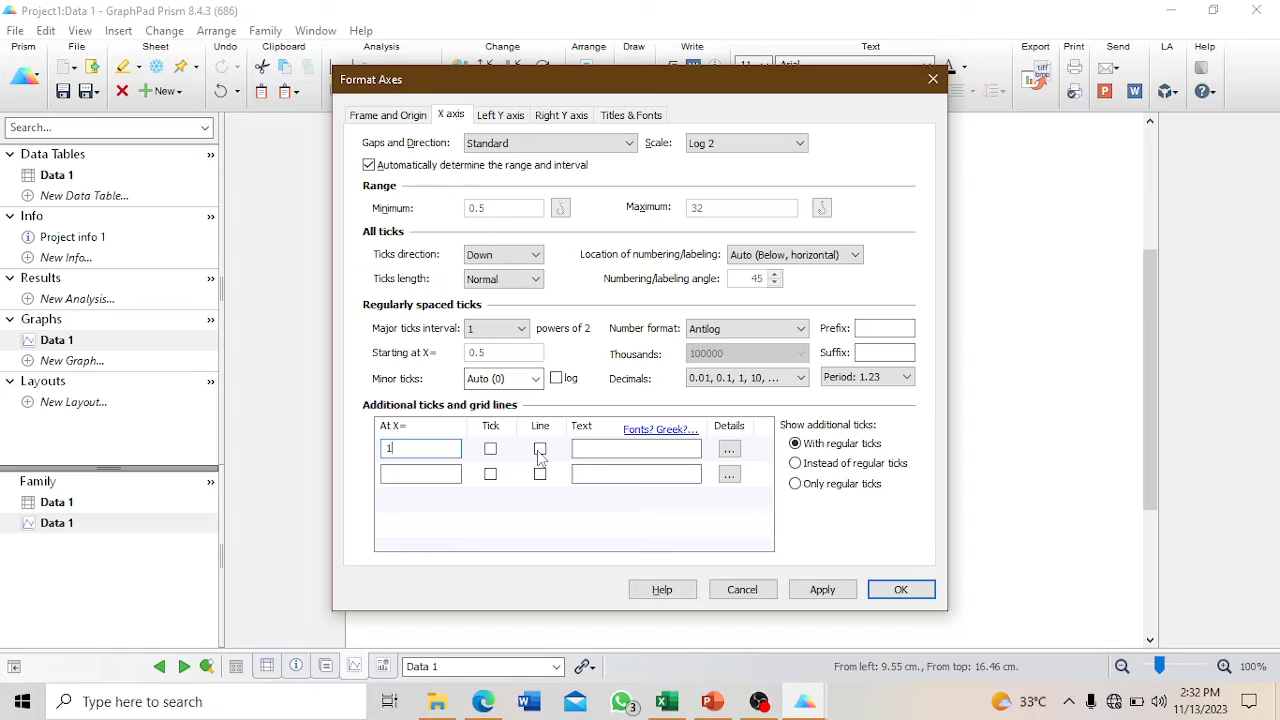 Project1:Data 1 - GraphPad Prism 8.4.3 (686)
File Edit View Insert Change Arrange Family Window Help
Prism File Sheet Undo Clipboard Analysis Change Arrange Draw Write Text Export Print Send LA Help
New
11 Arial
tiff
Search...
Data Tables
Data 1
New Data Table...
Info
Project info 1
New Info...
Results
New Analysis...
Graphs
Data 1
New Graph...
Layouts
New Layout...
Family
Data 1
Data 1
Format Axes
Frame and Origin X axis Left Y axis Right Y axis Titles & Fonts
Gaps and Direction: Standard Scale: Log 2
Automatically determine the range and interval
Range
Minimum: 0.5 Maximum: 32
All ticks
Ticks direction: Down Location of numbering/labeling: Auto (Below, horizontal)
Ticks length: Normal Numbering/labeling angle: 45
Regularly spaced ticks
Major ticks interval: 1 powers of 2 Number format: Antilog Prefix:
Starting at X= 0.5 Thousands: 100000 Suffix:
Minor ticks: Auto (0) log Decimals: 0.01, 0.1, 1, 10, ... Period: 1.23
Additional ticks and grid lines
At X= Tick Line Text Fonts? Greek?... Details
1 ...
...
Show additional ticks:
With regular ticks
Instead of regular ticks
Only regular ticks
Help Cancel Apply OK
Data 1
From left: 9.55 cm, From top: 16.46 cm.
100%
Type here to search
3
33°C
2:32 PM
11/13/2023